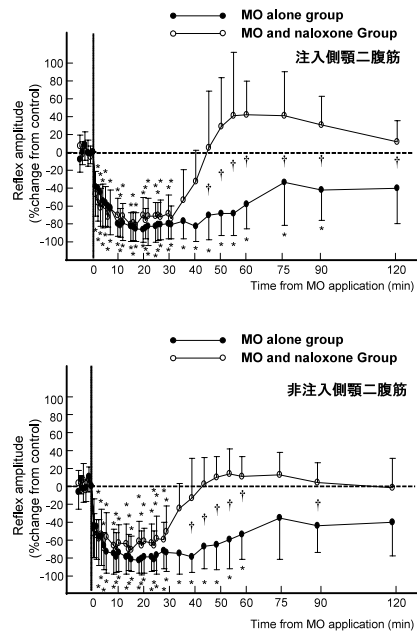 MO alone group
MO and naloxone Group
注入側顎二腹筋
Reflex amplitude
(%change from control)
100
80
60
40
20
0
-20
-40
-60
-80
-100
0 10 20 30 40 50 60 75 90 120
Time from MO application (min)
MO alone group
MO and naloxone Group
非注入側顎二腹筋
Reflex amplitude
(%change from control)
100
80
60
40
20
0
-20
-40
-60
-80
-100
0 10 20 30 40 50 60 75 90 120
Time from MO application (min)